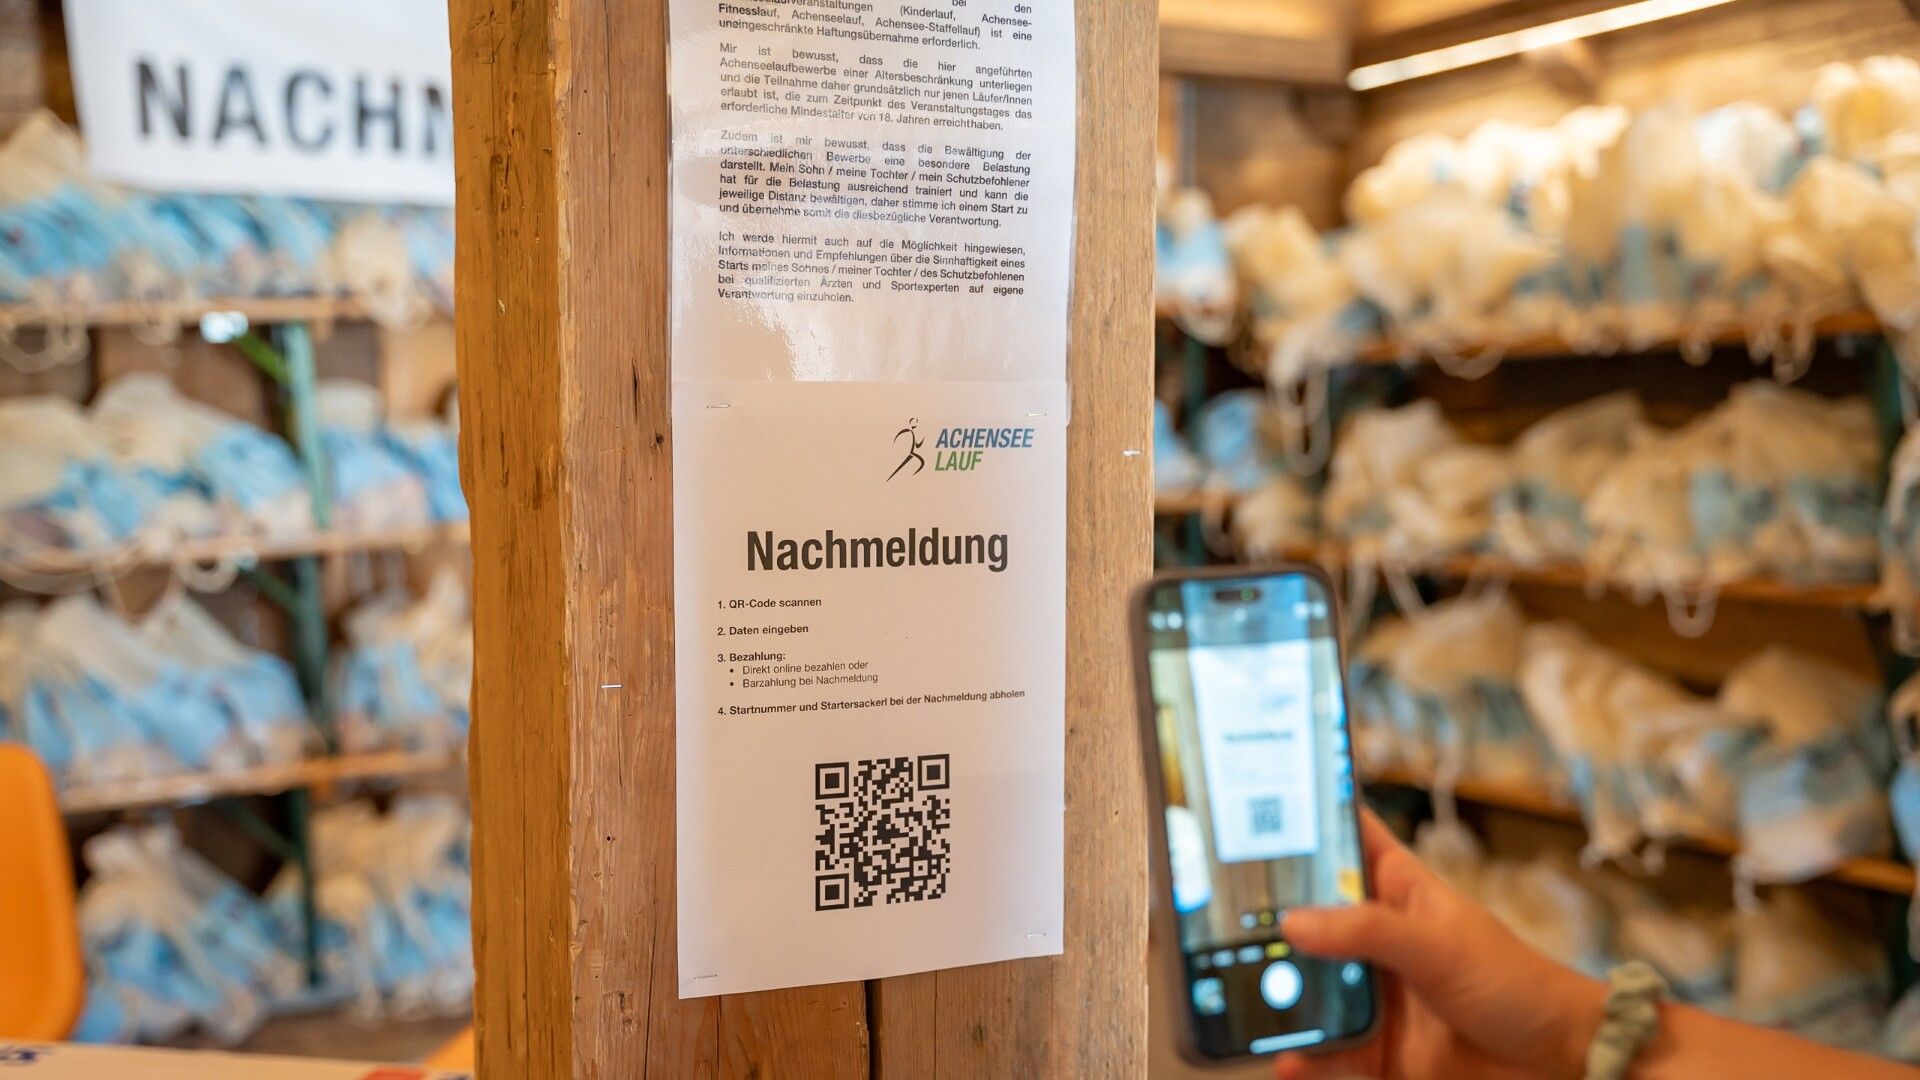 NACHN
bei den
(Kinderlauf, Achensee-
Fitnesslauf, Achenseelauf, Achensee-Staffellauf) ist eine
uneingeschränkte Haftungsübernahme erforderlich.
Mir ist bewusst, dass die hier angeführten
Achenseelaufbewerbe einer Altersbeschränkung unterliegen
und die Teilnahme daher grundsätzlich nur jenen Läufer/Innen
erlaubt ist, die zum Zeitpunkt des Veranstaltungstages das
erforderliche Mindestalter von 18. Jahren erreicht haben.
Zudem ist mir bewusst, dass die Bewältigung der
unterschiedlichen Bewerbe eine besondere Belastung
darstellt. Mein Sohn / meine Tochter / mein Schutzbefohlener
hat für die Belastung ausreichend trainiert und kann die
jeweilige Distanz bewältigen, daher stimme ich einem Start zu
und übernehme somit die diesbezügliche Verantwortung.
Ich werde hiermit auch auf die Möglichkeit hingewiesen,
Informationen und Empfehlungen über die Sinnhaftigkeit eines
Starts meines Sohnes / meiner Tochter / des Schutzbefohlenen
bei qualifizierten Ärzten und Sportexperten auf eigene
Verantwortung einzuholen.
ACHENSEE
LAUF
Nachmeldung
1. QR-Code scannen
2. Daten eingeben
3. Bezahlung:
• Direkt online bezahlen oder
• Barzahlung bei Nachmeldung
4. Startnummer und Startersackerl bei der Nachmeldung abholen